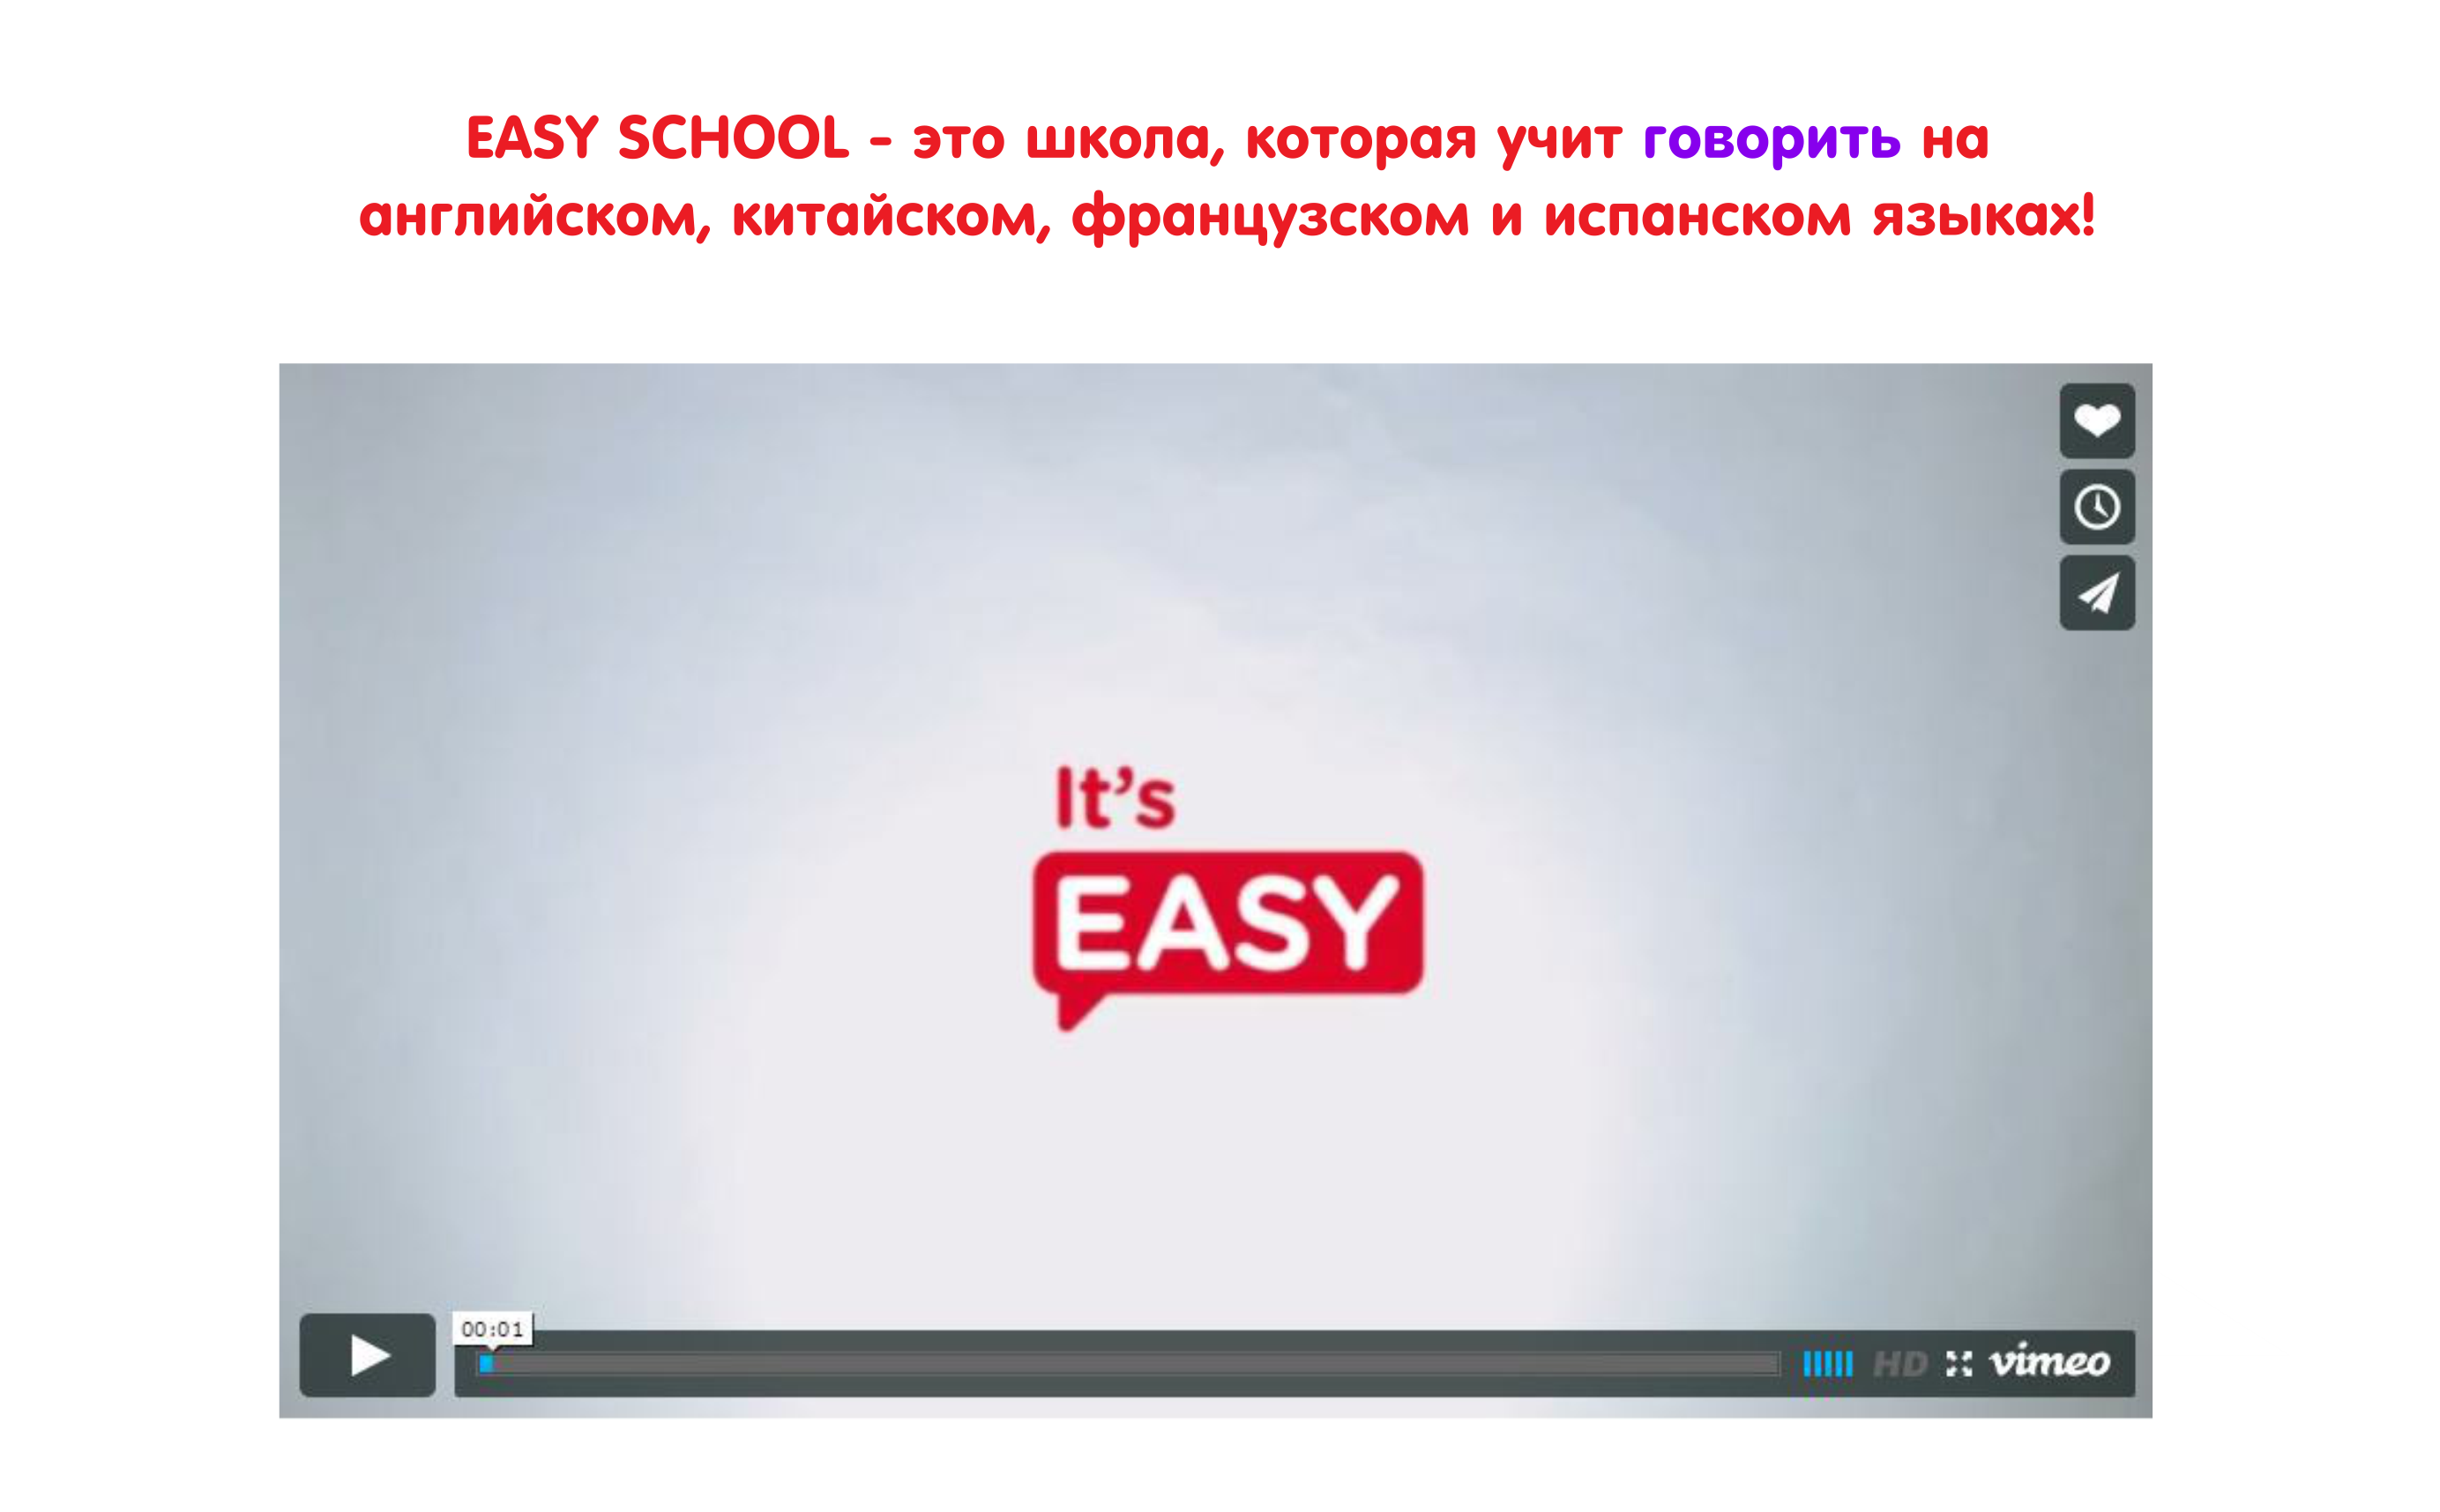 EASY SCHOOL - это школа, которая учит говорить на
английском, китайском, французском и испанском языках!
It's
EASY
00:01
HD vimeo